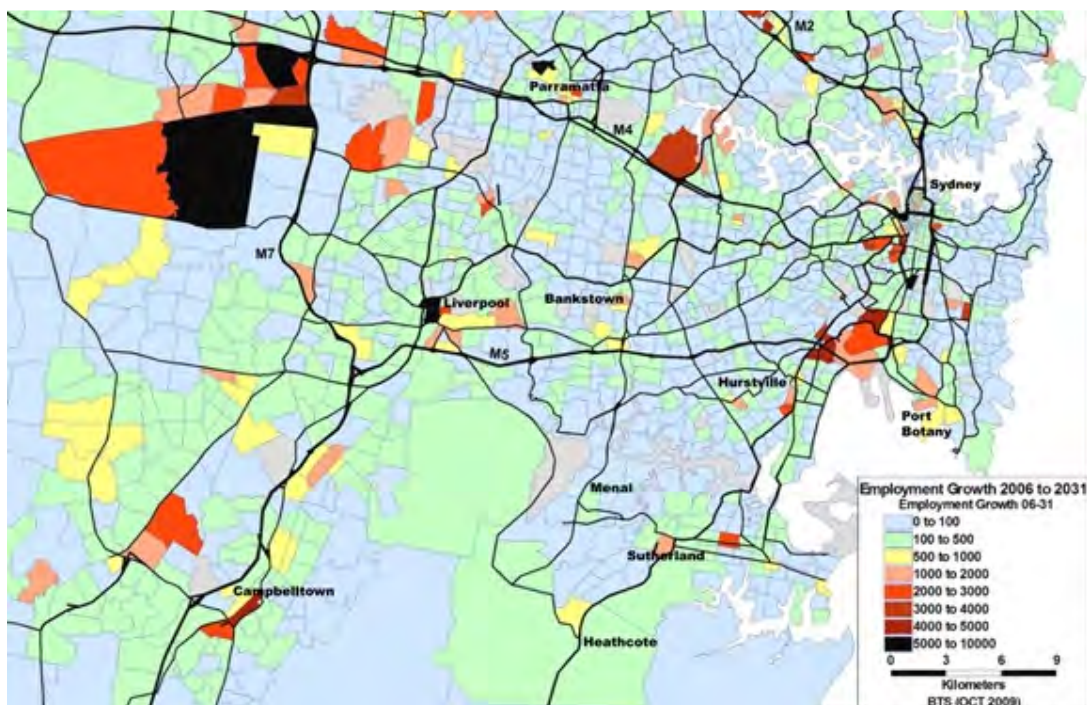 M2
Parramatta
M4
Sydney
M7
Liverpool
Bankstown
M5
Hurstville
Port
Botany
Menai
Sutherland
Campbelltown
Heathcote
Employment Growth 2006 to 2031
Employment Growth 06-31
0 to 100
100 to 500
500 to 1000
1000 to 2000
2000 to 3000
3000 to 4000
4000 to 5000
5000 to 10000
0 3 6 9
Kilometers
BTS (OCT 2009)